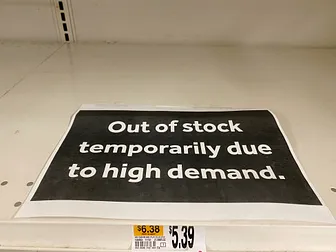 Out of stock
temporarily due
to high demand.
$6.38
$5.39